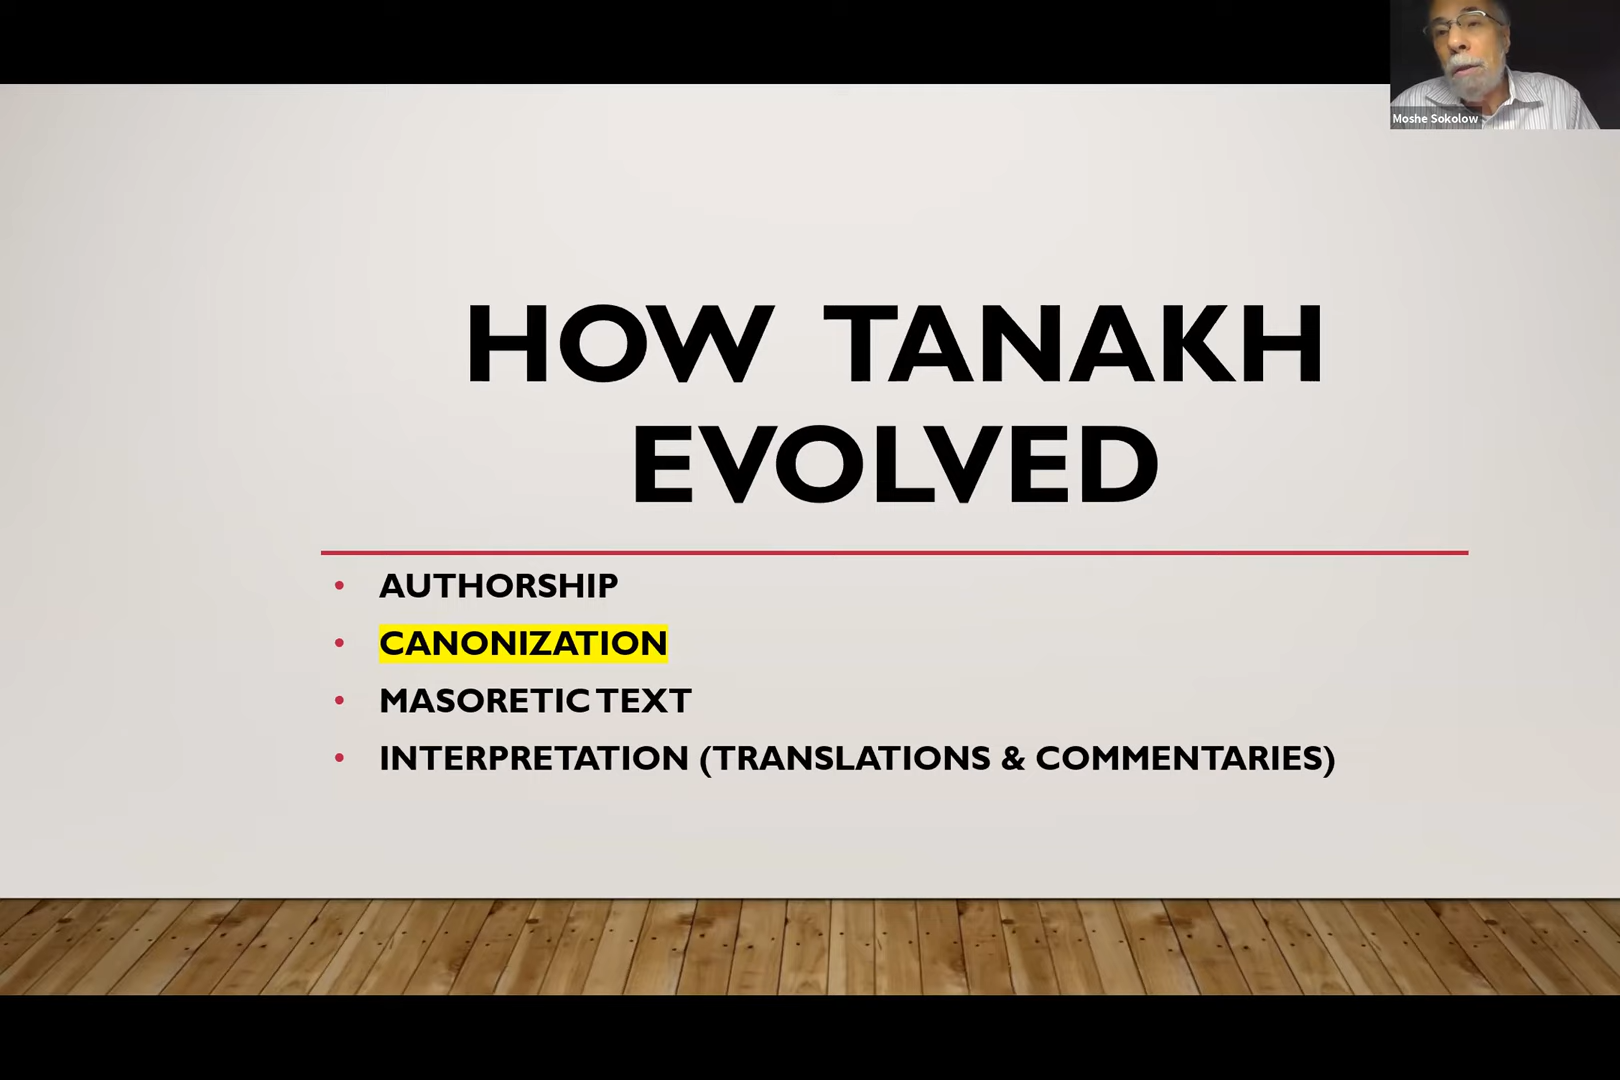 Moshe Sokolow
HOW TANAKH
EVOLVED
• AUTHORSHIP
• CANONIZATION
• MASORETIC TEXT
• INTERPRETATION (TRANSLATIONS & COMMENTARIES)